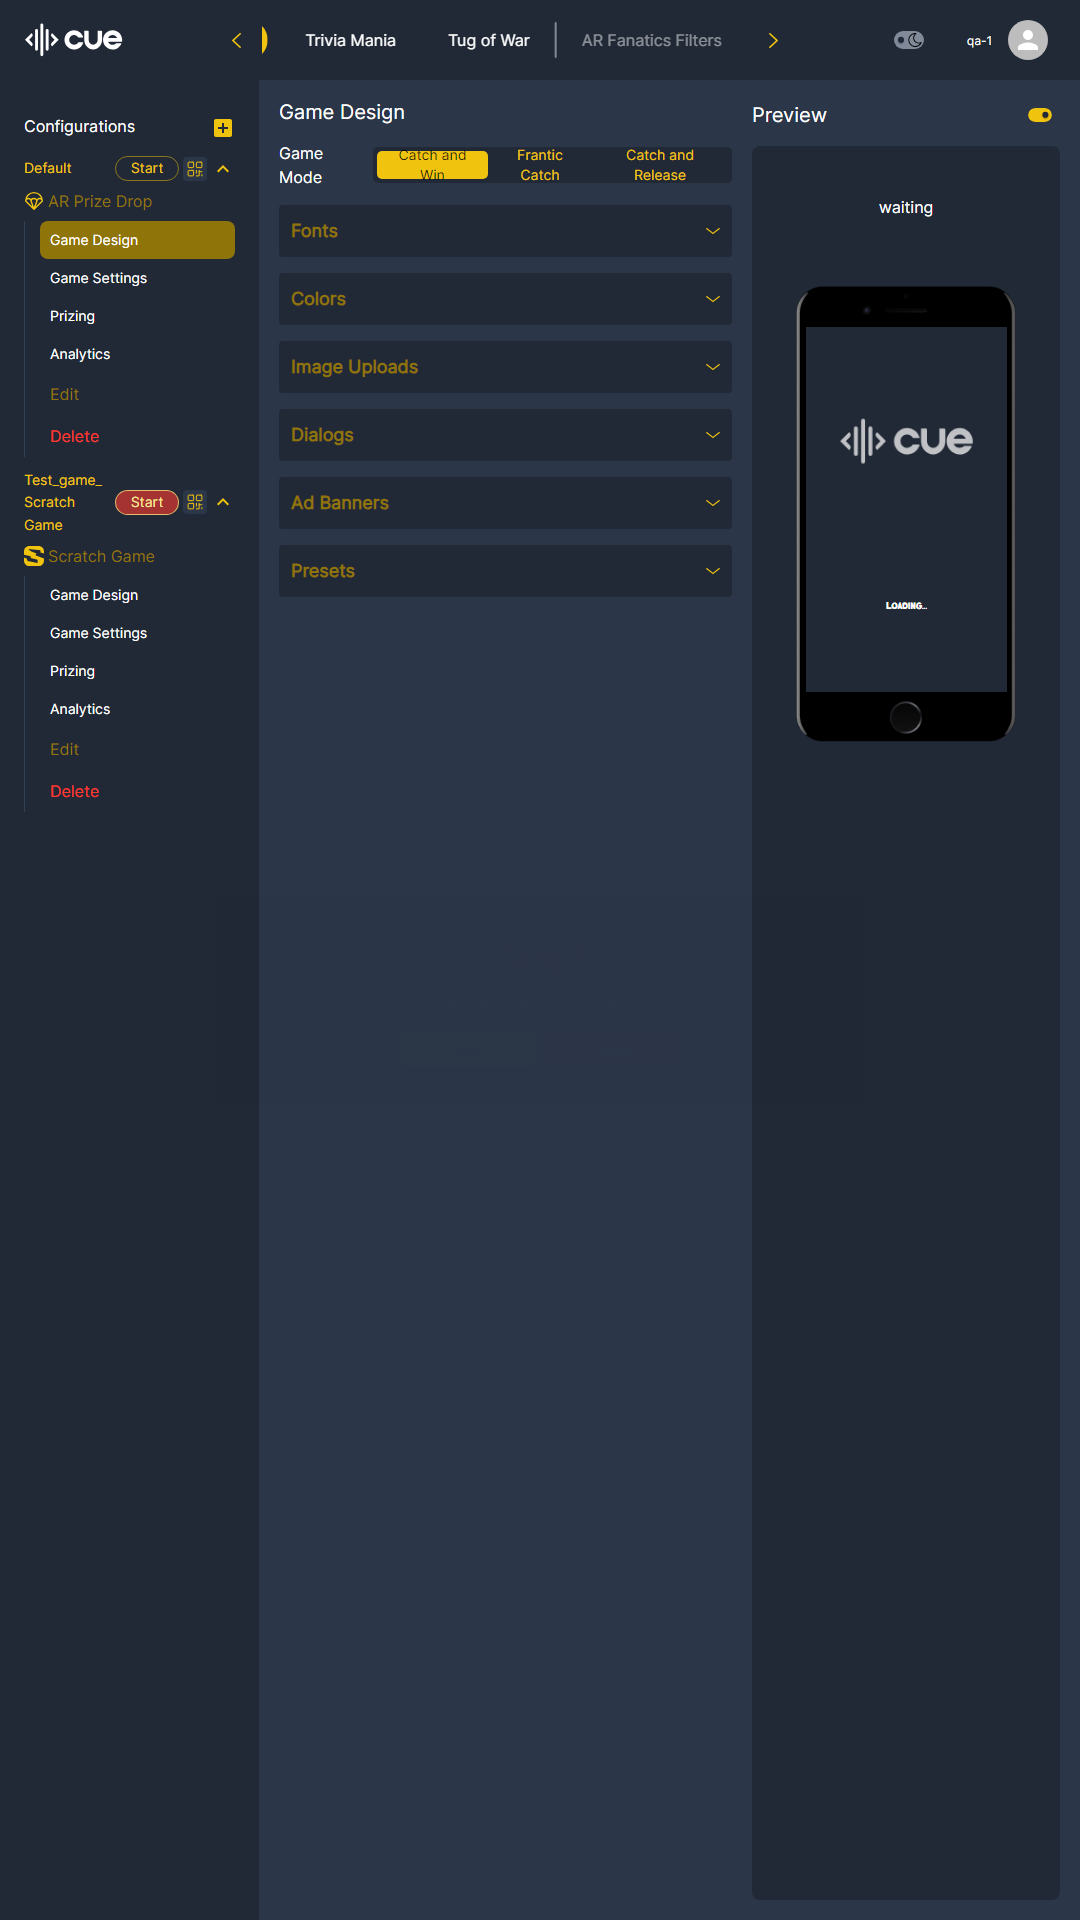 cue
Trivia Mania
Tug of War
AR Fanatics Filters
qa-1
Configurations
Default
Start
AR Prize Drop
Game Design
Game Settings
Prizing
Analytics
Edit
Delete
Test_game_
Scratch
Game
Start
Scratch Game
Game Design
Game Settings
Prizing
Analytics
Edit
Delete
Game Design
Game
Mode
Catch and
Win
Frantic
Catch
Catch and
Release
Fonts
Colors
Image Uploads
Dialogs
Ad Banners
Presets
Preview
waiting
cue
Loading...